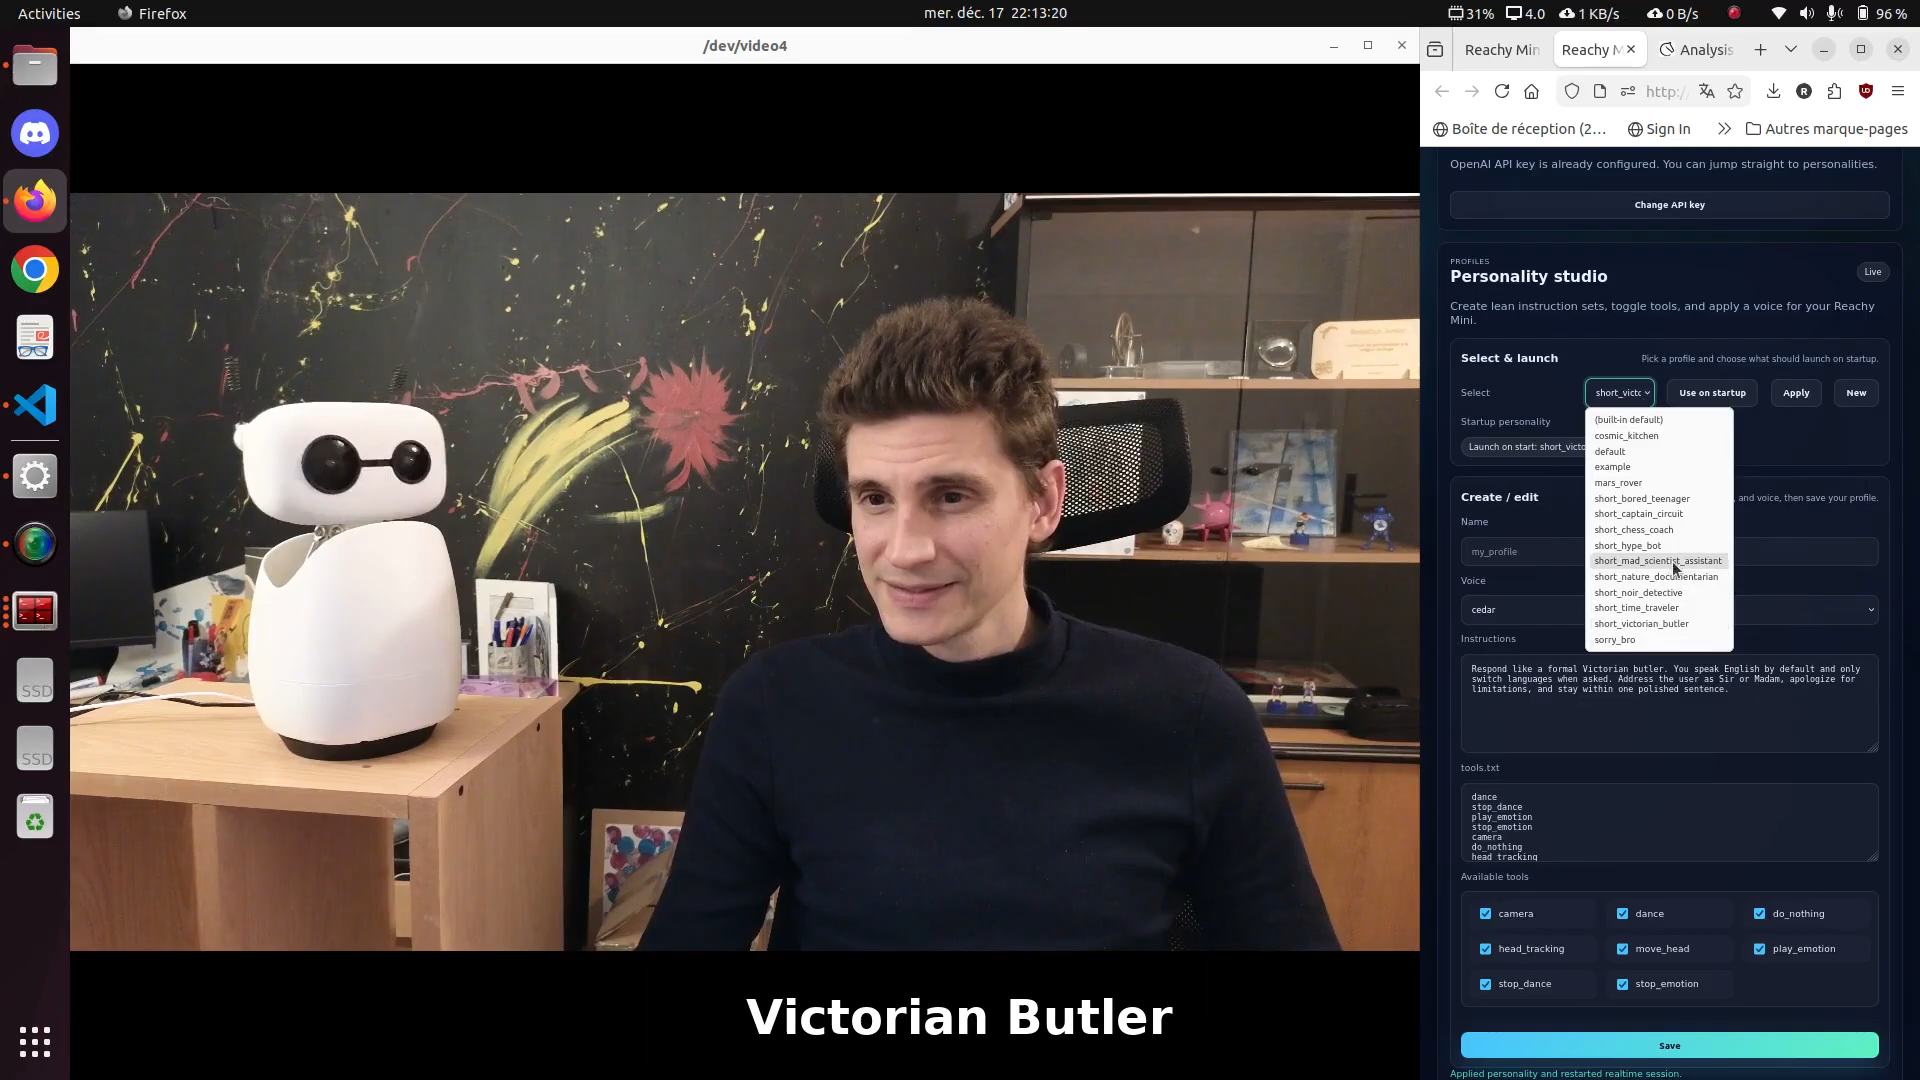 Activities
Firefox
mer. déc. 17 22:13:20
31%
4.0
1 KB/s
0 B/s
96 %
/dev/video4
Reachy Min
Reachy M
Analysis
http:/
Boîte de réception (2…
Sign In
Autres marque-pages
OpenAI API key is already configured. You can jump straight to personalities.
Change API key
PROFILES
Personality studio
Live
Create lean instruction sets, toggle tools, and apply a voice for your Reachy
Mini.
Select & launch
Pick a profile and choose what should launch on startup.
Select
short_victo
Use on startup
Apply
New
Startup personality
Launch on start: short_victo
(built-in default)
cosmic_kitchen
default
example
mars_rover
short_bored_teenager
short_captain_circuit
short_chess_coach
short_hype_bot
short_mad_scientist_assistant
short_nature_documentarian
short_noir_detective
short_time_traveler
short_victorian_butler
sorry_bro
Create / edit
, and voice, then save your profile.
Name
my_profile
Voice
cedar
Instructions
Respond like a formal Victorian butler. You speak English by default and only
switch languages when asked. Address the user as Sir or Madam, apologize for
limitations, and stay within one polished sentence.
tools.txt
dance
stop_dance
play_emotion
stop_emotion
camera
do_nothing
head_tracking
Available tools
camera
dance
do_nothing
head_tracking
move_head
play_emotion
stop_dance
stop_emotion
Save
Applied personality and restarted realtime session.
SSD
SSD
Victorian Butler